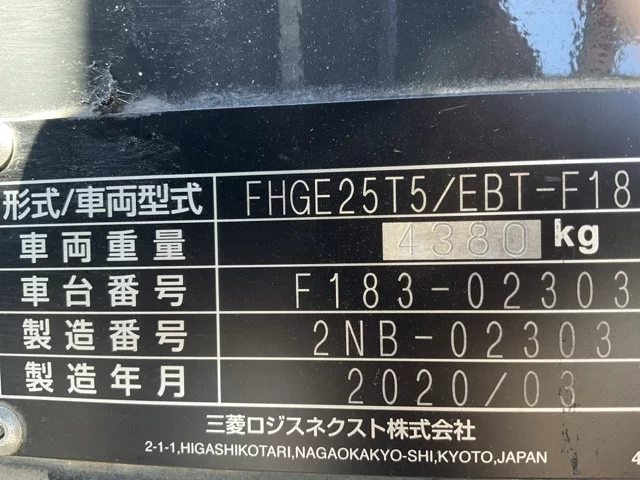 形式/車両型式 FHGE25T5/EBT-F18
車両重量 4380 kg
車台番号 F183-02303
製造番号 2NB-02303
製造年月 2020/03
三菱ロジスネクスト株式会社
2-1-1,HIGASHIKOTARI,NAGAOKAKYO-SHI,KYOTO,JAPAN 4